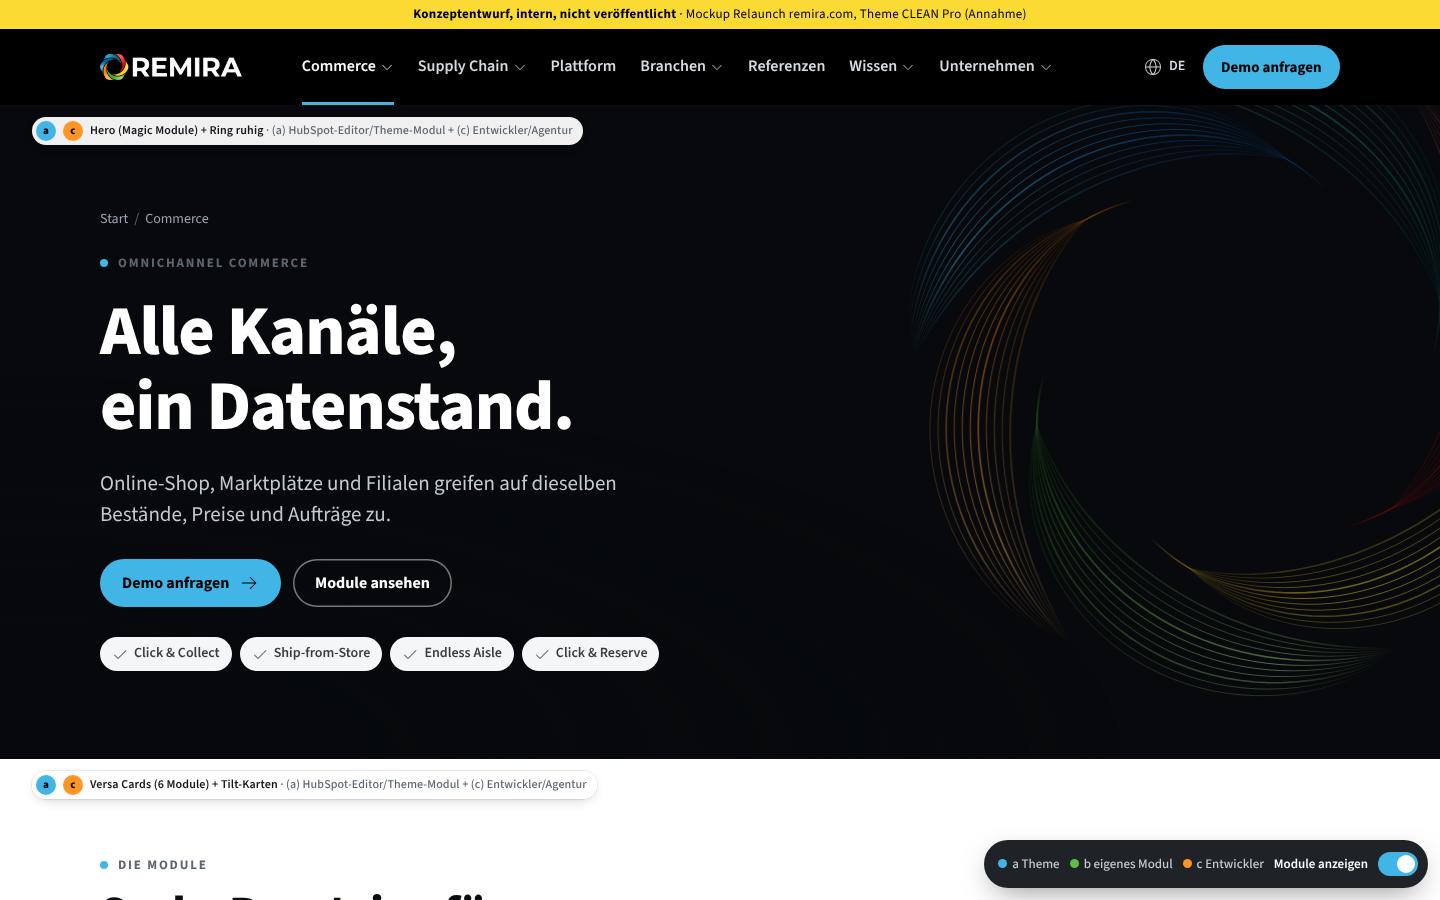 Konzeptentwurf, intern, nicht veröffentlicht · Mockup Relaunch remira.com, Theme CLEAN Pro (Annahme)
REMIRA
Commerce
Supply Chain
Plattform
Branchen
Referenzen
Wissen
Unternehmen
DE
Demo anfragen
a c Hero (Magic Module) + Ring ruhig · (a) HubSpot-Editor/Theme-Modul + (c) Entwickler/Agentur
Start / Commerce
OMNICHANNEL COMMERCE
Alle Kanäle,
ein Datenstand.
Online-Shop, Marktplätze und Filialen greifen auf dieselben
Bestände, Preise und Aufträge zu.
Demo anfragen
Module ansehen
Click & Collect
Ship-from-Store
Endless Aisle
Click & Reserve
a c Versa Cards (6 Module) + Tilt-Karten · (a) HubSpot-Editor/Theme-Modul + (c) Entwickler/Agentur
DIE MODULE
a Theme
b eigenes Modul
c Entwickler
Module anzeigen